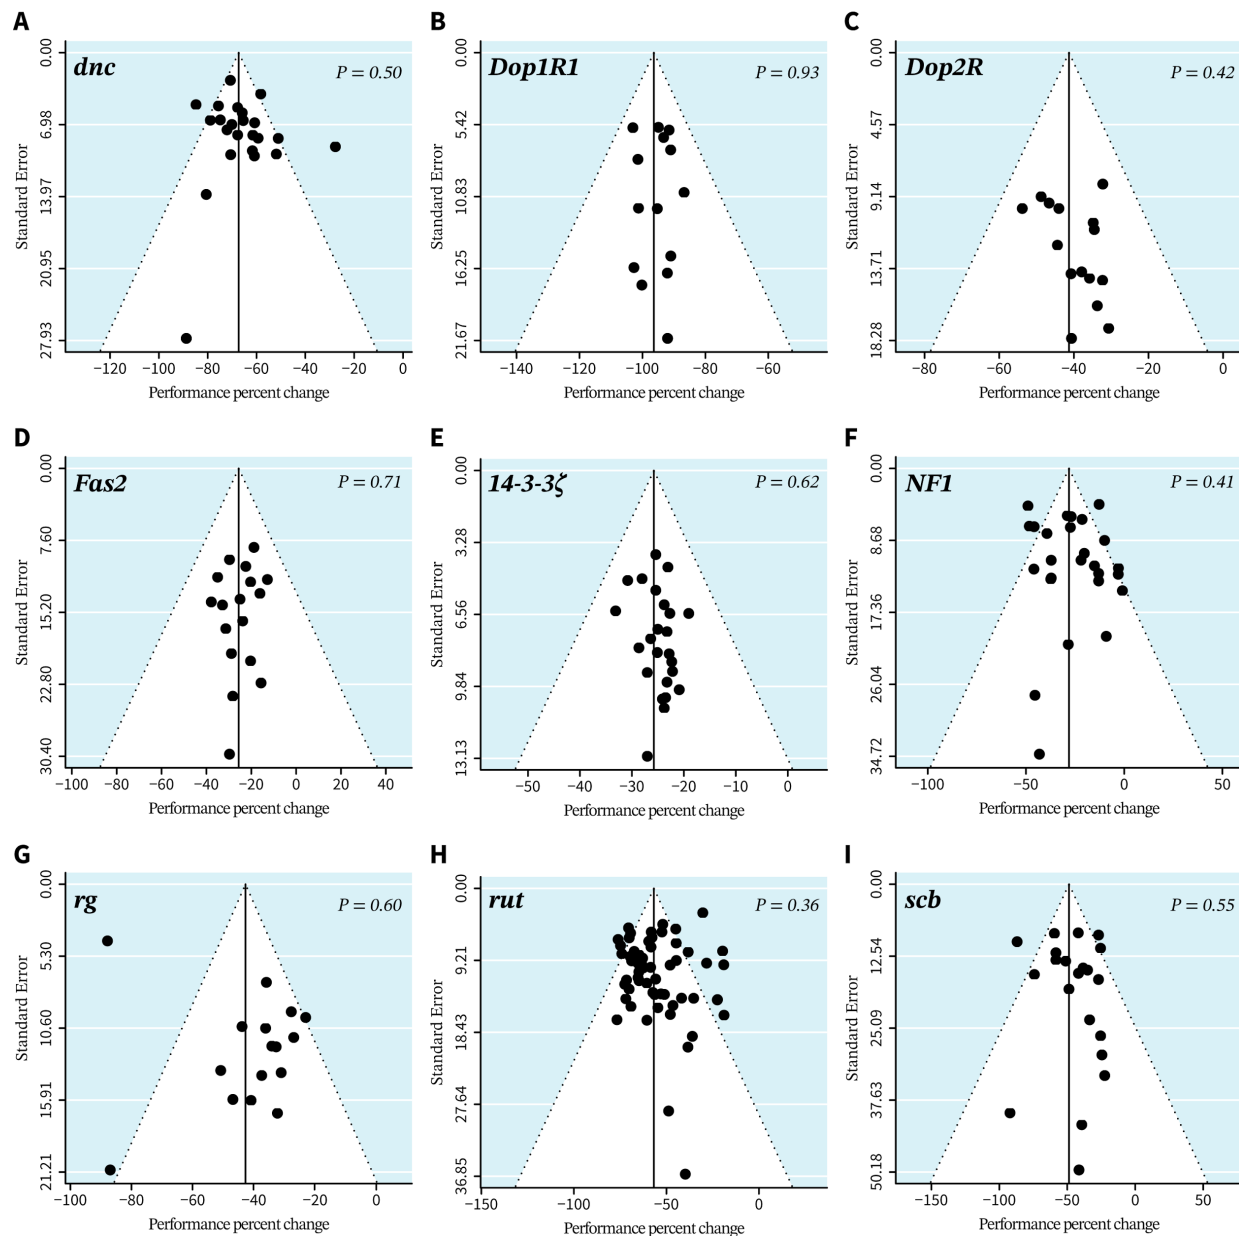 A
dnc
P = 0.50
0.00
6.98
13.97
20.95
27.93
Standard Error
−120 −100 −80 −60 −40 −20 0
Performance percent change
B
Dop1R1
P = 0.93
0.00
5.42
10.83
16.25
21.67
Standard Error
−140 −120 −100 −80 −60
Performance percent change
C
Dop2R
P = 0.42
0.00
4.57
9.14
13.71
18.28
Standard Error
−80 −60 −40 −20 0
Performance percent change
D
Fas2
P = 0.71
0.00
7.60
15.20
22.80
30.40
Standard Error
−100 −80 −60 −40 −20 0 20 40
Performance percent change
E
14-3-3ζ
P = 0.62
0.00
3.28
6.56
9.84
13.13
Standard Error
−50 −40 −30 −20 −10 0
Performance percent change
F
NF1
P = 0.41
0.00
8.68
17.36
26.04
34.72
Standard Error
−100 −50 0 50
Performance percent change
G
rg
P = 0.60
0.00
5.30
10.60
15.91
21.21
Standard Error
−100 −80 −60 −40 −20 0
Performance percent change
H
rut
P = 0.36
0.00
9.21
18.43
27.64
36.85
Standard Error
−150 −100 −50 0
Performance percent change
I
scb
P = 0.55
0.00
12.54
25.09
37.63
50.18
Standard Error
−150 −100 −50 0 50
Performance percent change